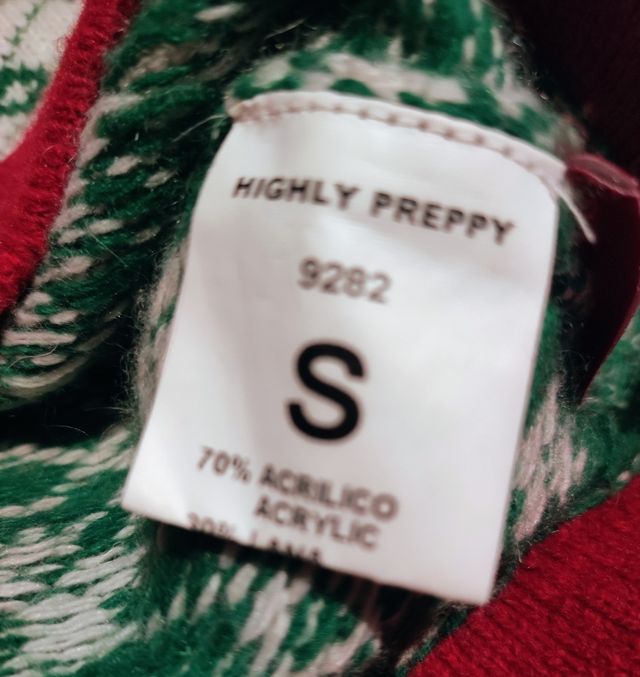 HIGHLY PREPPY
9282
S
70% ACRILICO
ACRYLIC